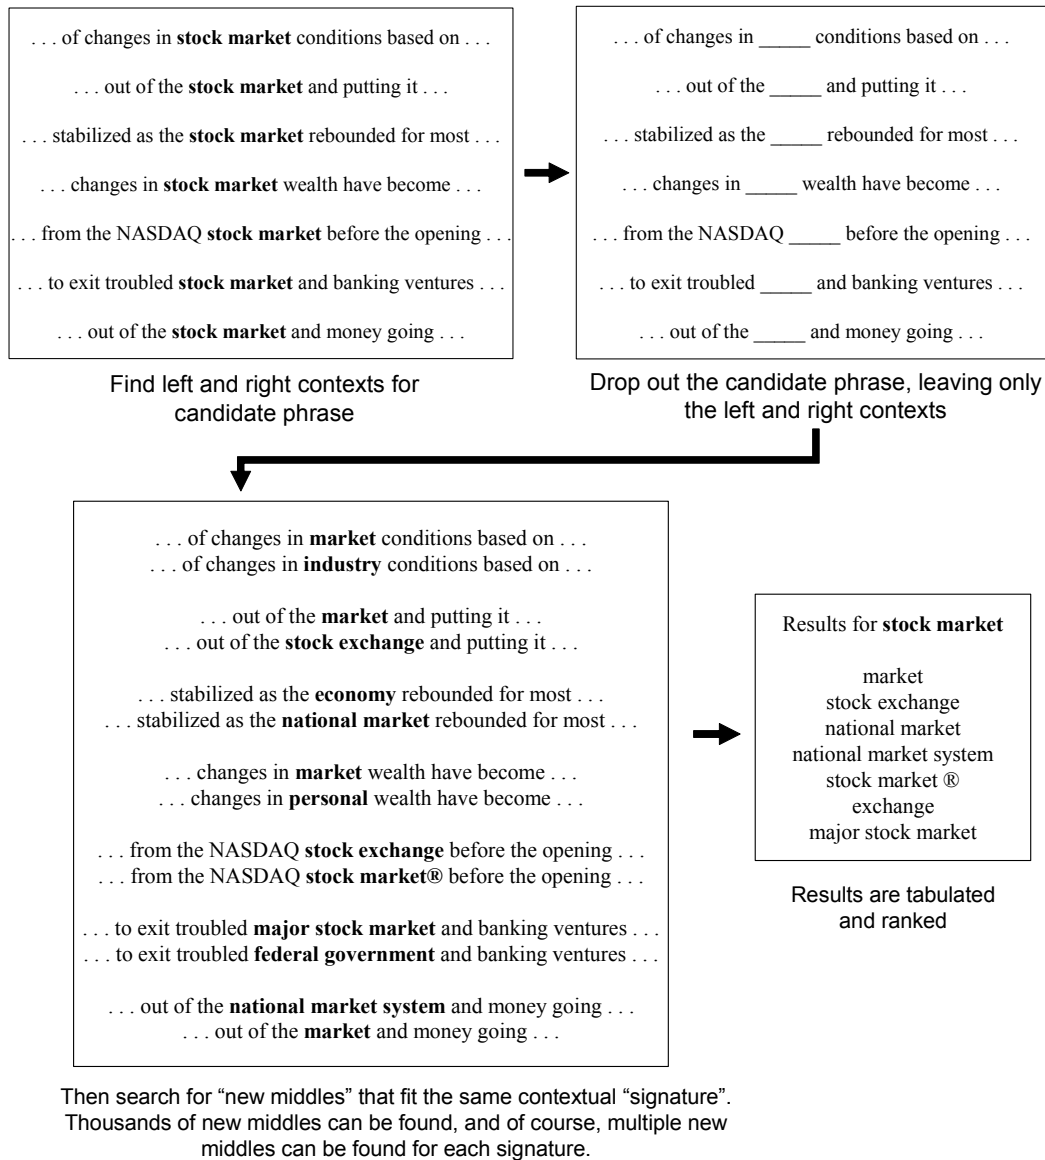 . . . of changes in stock market conditions based on . . .
. . . out of the stock market and putting it . . .
. . . stabilized as the stock market rebounded for most . . .
. . . changes in stock market wealth have become . . .
. . . from the NASDAQ stock market before the opening . . .
. . . to exit troubled stock market and banking ventures . . .
. . . out of the stock market and money going . . .
Find left and right contexts for
candidate phrase
. . . of changes in _____ conditions based on . . .
. . . out of the _____ and putting it . . .
. . . stabilized as the _____ rebounded for most . . .
. . . changes in _____ wealth have become . . .
. . . from the NASDAQ _____ before the opening . . .
. . . to exit troubled _____ and banking ventures . . .
. . . out of the _____ and money going . . .
Drop out the candidate phrase, leaving only
the left and right contexts
. . . of changes in market conditions based on . . .
. . . of changes in industry conditions based on . . .
. . . out of the market and putting it . . .
. . . out of the stock exchange and putting it . . .
. . . stabilized as the economy rebounded for most . . .
. . . stabilized as the national market rebounded for most . . .
. . . changes in market wealth have become . . .
. . . changes in personal wealth have become . . .
. . . from the NASDAQ stock exchange before the opening . . .
. . . from the NASDAQ stock market® before the opening . . .
. . . to exit troubled major stock market and banking ventures . . .
. . . to exit troubled federal government and banking ventures . . .
. . . out of the national market system and money going . . .
. . . out of the market and money going . . .
Then search for “new middles” that fit the same contextual “signature”.
Thousands of new middles can be found, and of course, multiple new
middles can be found for each signature.
Results for stock market
market
stock exchange
national market
national market system
stock market ®
exchange
major stock market
Results are tabulated
and ranked